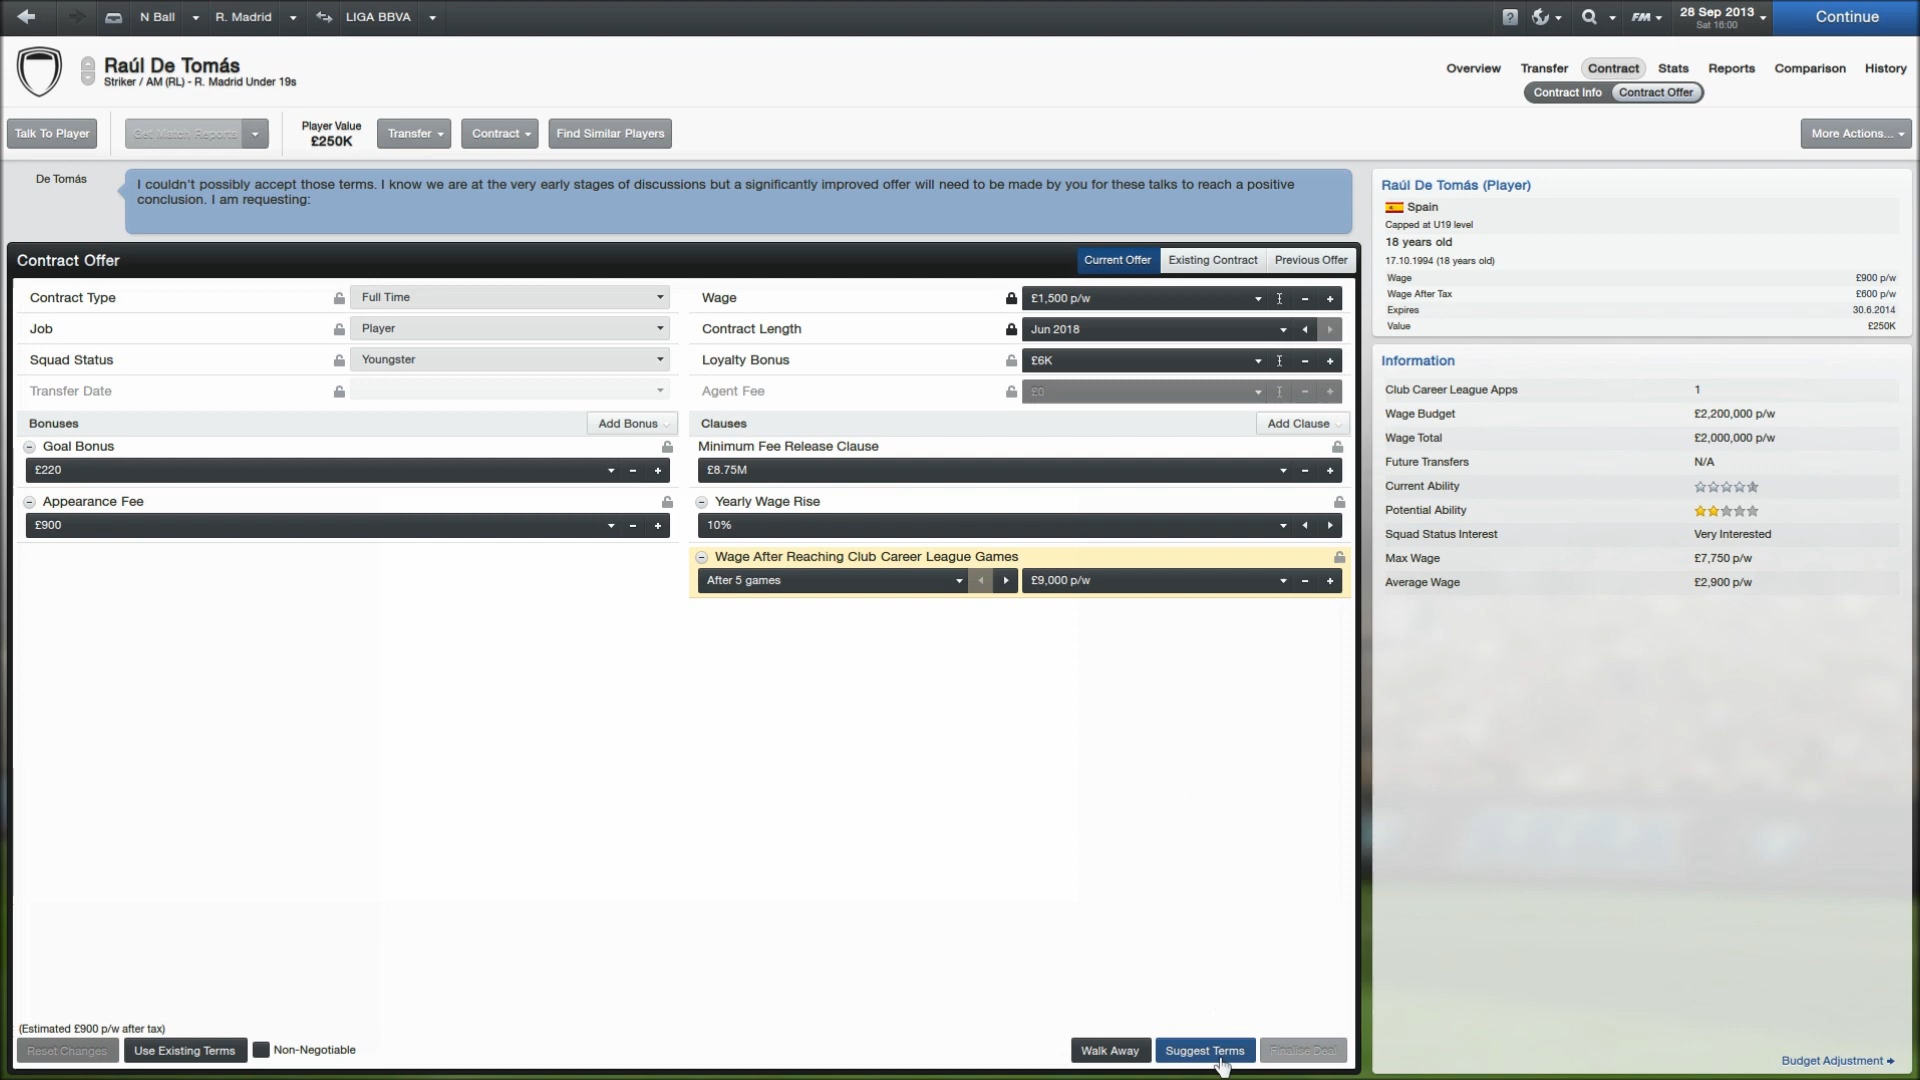 N Ball
R. Madrid
LIGA BBVA
?
FM
28 Sep 2013
Sat 16:00
Continue
Raúl De Tomás
Striker / AM (RL) - R. Madrid Under 19s
Overview
Transfer
Contract
Stats
Reports
Comparison
History
Contract Info
Contract Offer
Talk To Player
Get Match Reports
Player Value
£250K
Transfer
Contract
Find Similar Players
More Actions...
De Tomás
I couldn't possibly accept those terms. I know we are at the very early stages of discussions but a significantly improved offer will need to be made by you for these talks to reach a positive
conclusion. I am requesting:
Contract Offer
Current Offer
Existing Contract
Previous Offer
Contract Type
Full Time
Job
Player
Squad Status
Youngster
Transfer Date
Wage
£1,500 p/w
Contract Length
Jun 2018
Loyalty Bonus
£6K
Agent Fee
£0
Bonuses
Add Bonus
Goal Bonus
£220
Appearance Fee
£900
Clauses
Add Clause
Minimum Fee Release Clause
£8.75M
Yearly Wage Rise
10%
Wage After Reaching Club Career League Games
After 5 games
£9,000 p/w
(Estimated £900 p/w after tax)
Reset Changes
Use Existing Terms
Non-Negotiable
Walk Away
Suggest Terms
Finalise Deal
Raúl De Tomás (Player)
Spain
Capped at U19 level
18 years old
17.10.1994 (18 years old)
Wage £900 p/w
Wage After Tax £600 p/w
Expires 30.6.2014
Value £250K
Information
Club Career League Apps 1
Wage Budget £2,200,000 p/w
Wage Total £2,000,000 p/w
Future Transfers N/A
Current Ability
Potential Ability
Squad Status Interest Very Interested
Max Wage £7,750 p/w
Average Wage £2,900 p/w
Budget Adjustment